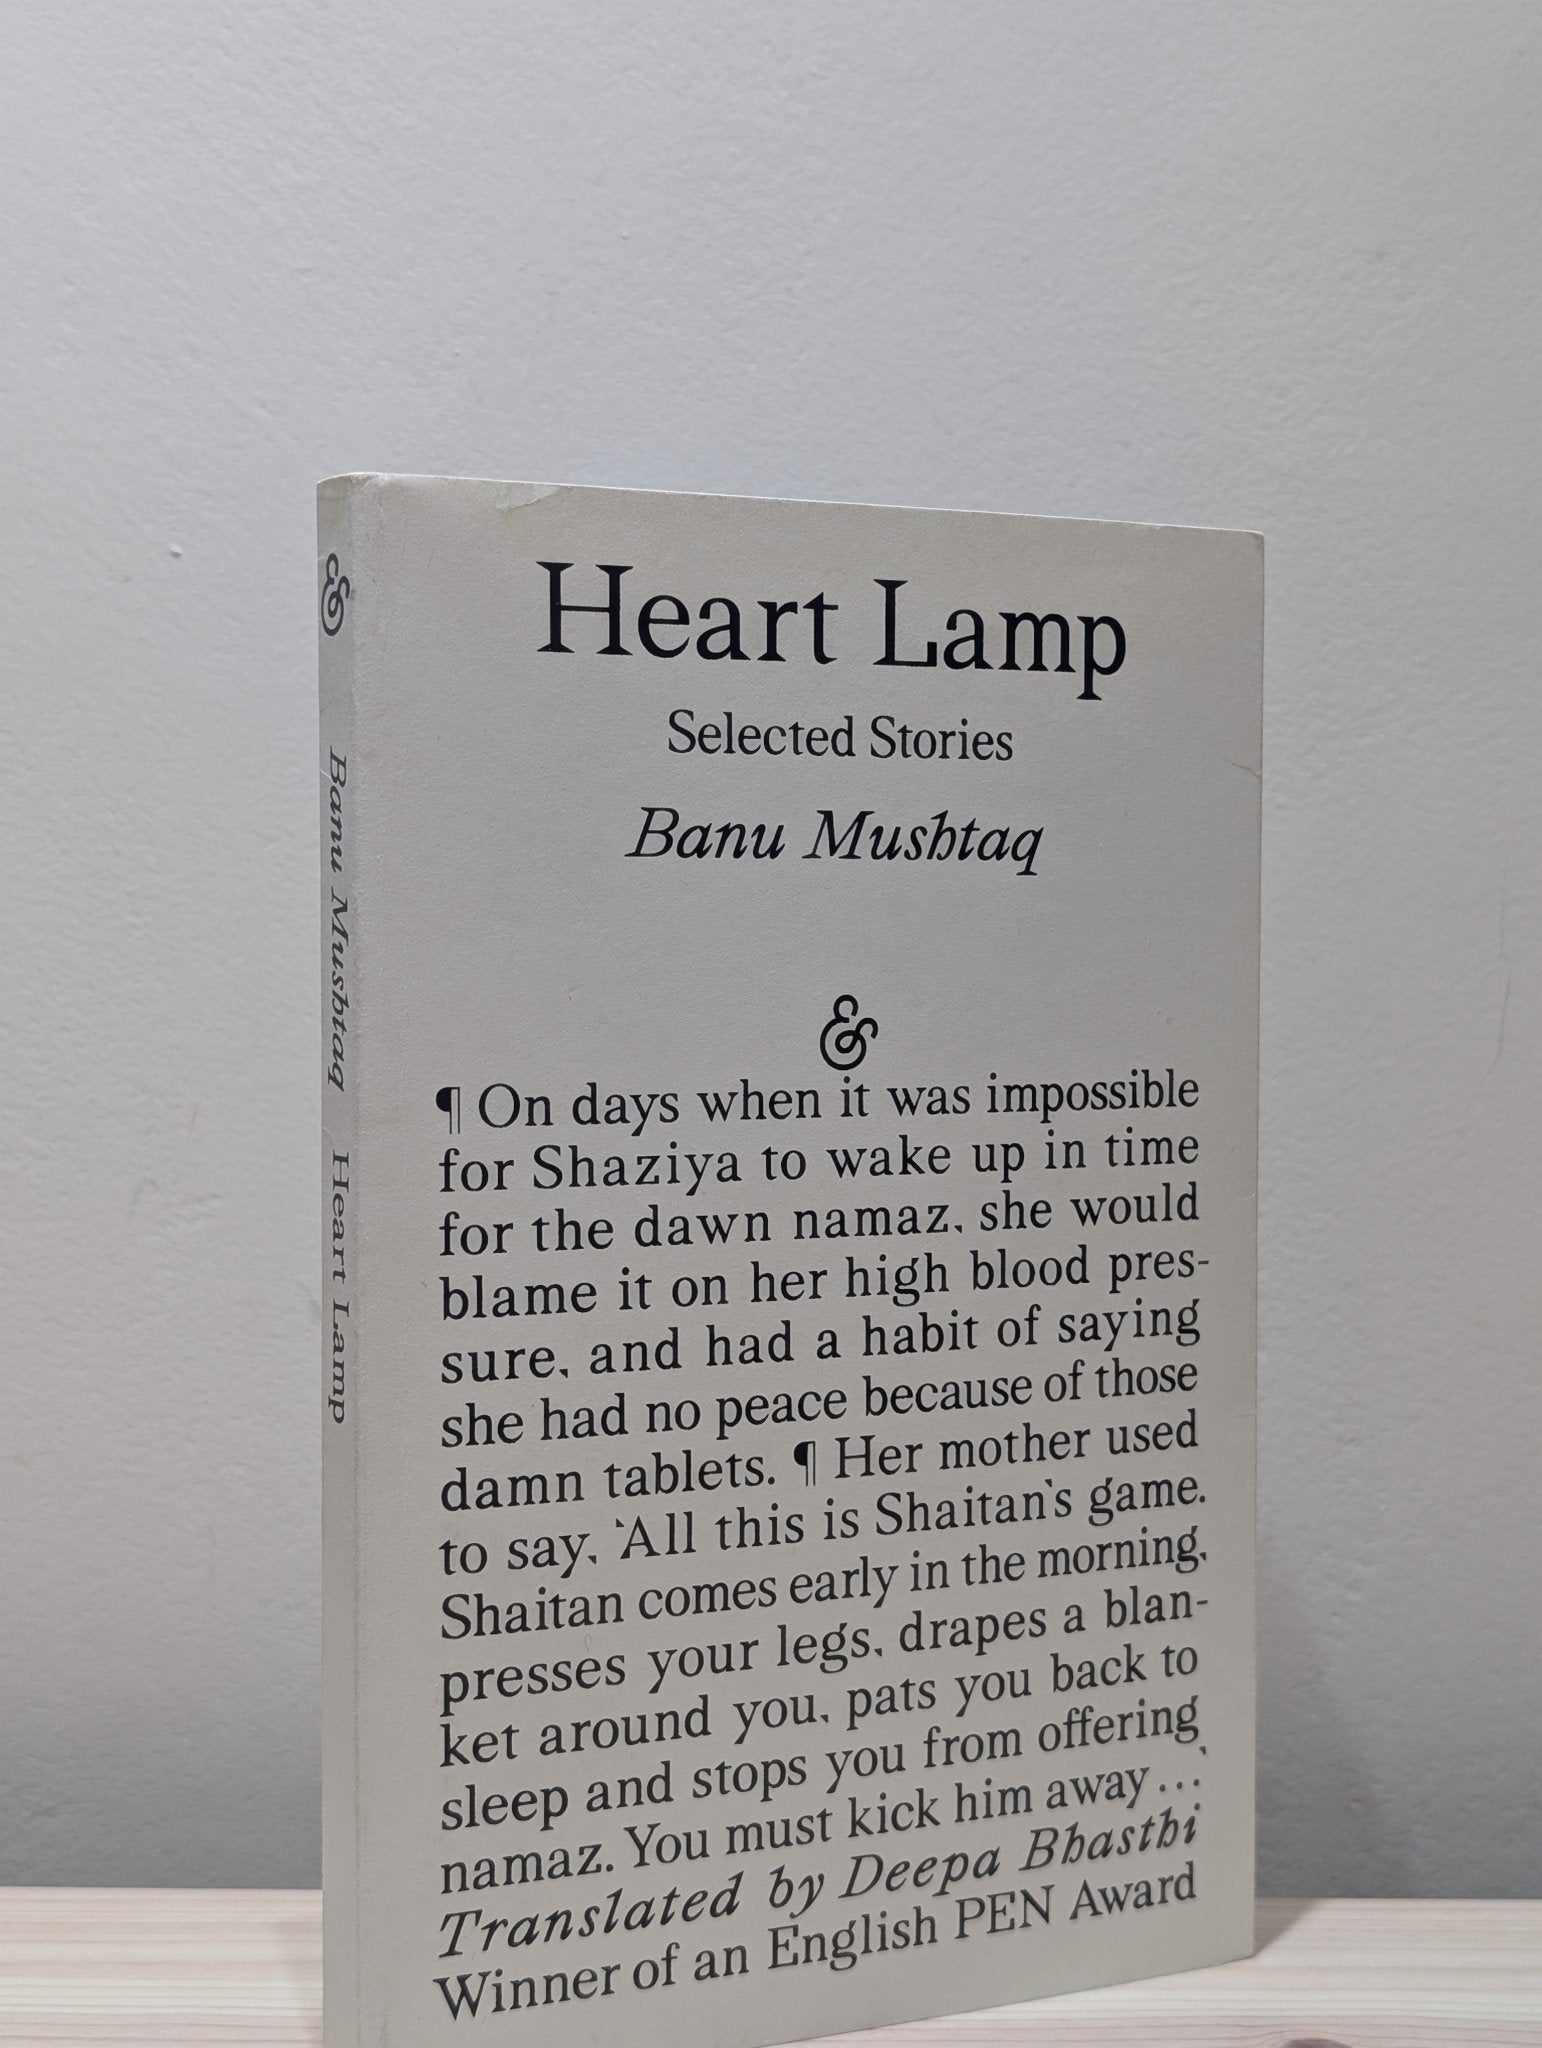 Heart Lamp
Selected Stories
Banu Mushtaq
&
¶ On days when it was impossible
for Shaziya to wake up in time
for the dawn namaz, she would
blame it on her high blood pres-
sure, and had a habit of saying
she had no peace because of those
damn tablets. ¶ Her mother used
to say, ‘All this is Shaitan’s game.
Shaitan comes early in the morning,
presses your legs, drapes a blan-
ket around you, pats you back to
sleep and stops you from offering
namaz. You must kick him away…’
Translated by Deepa Bhasthi
Winner of an English PEN Award
& Banu Mushtaq Heart Lamp